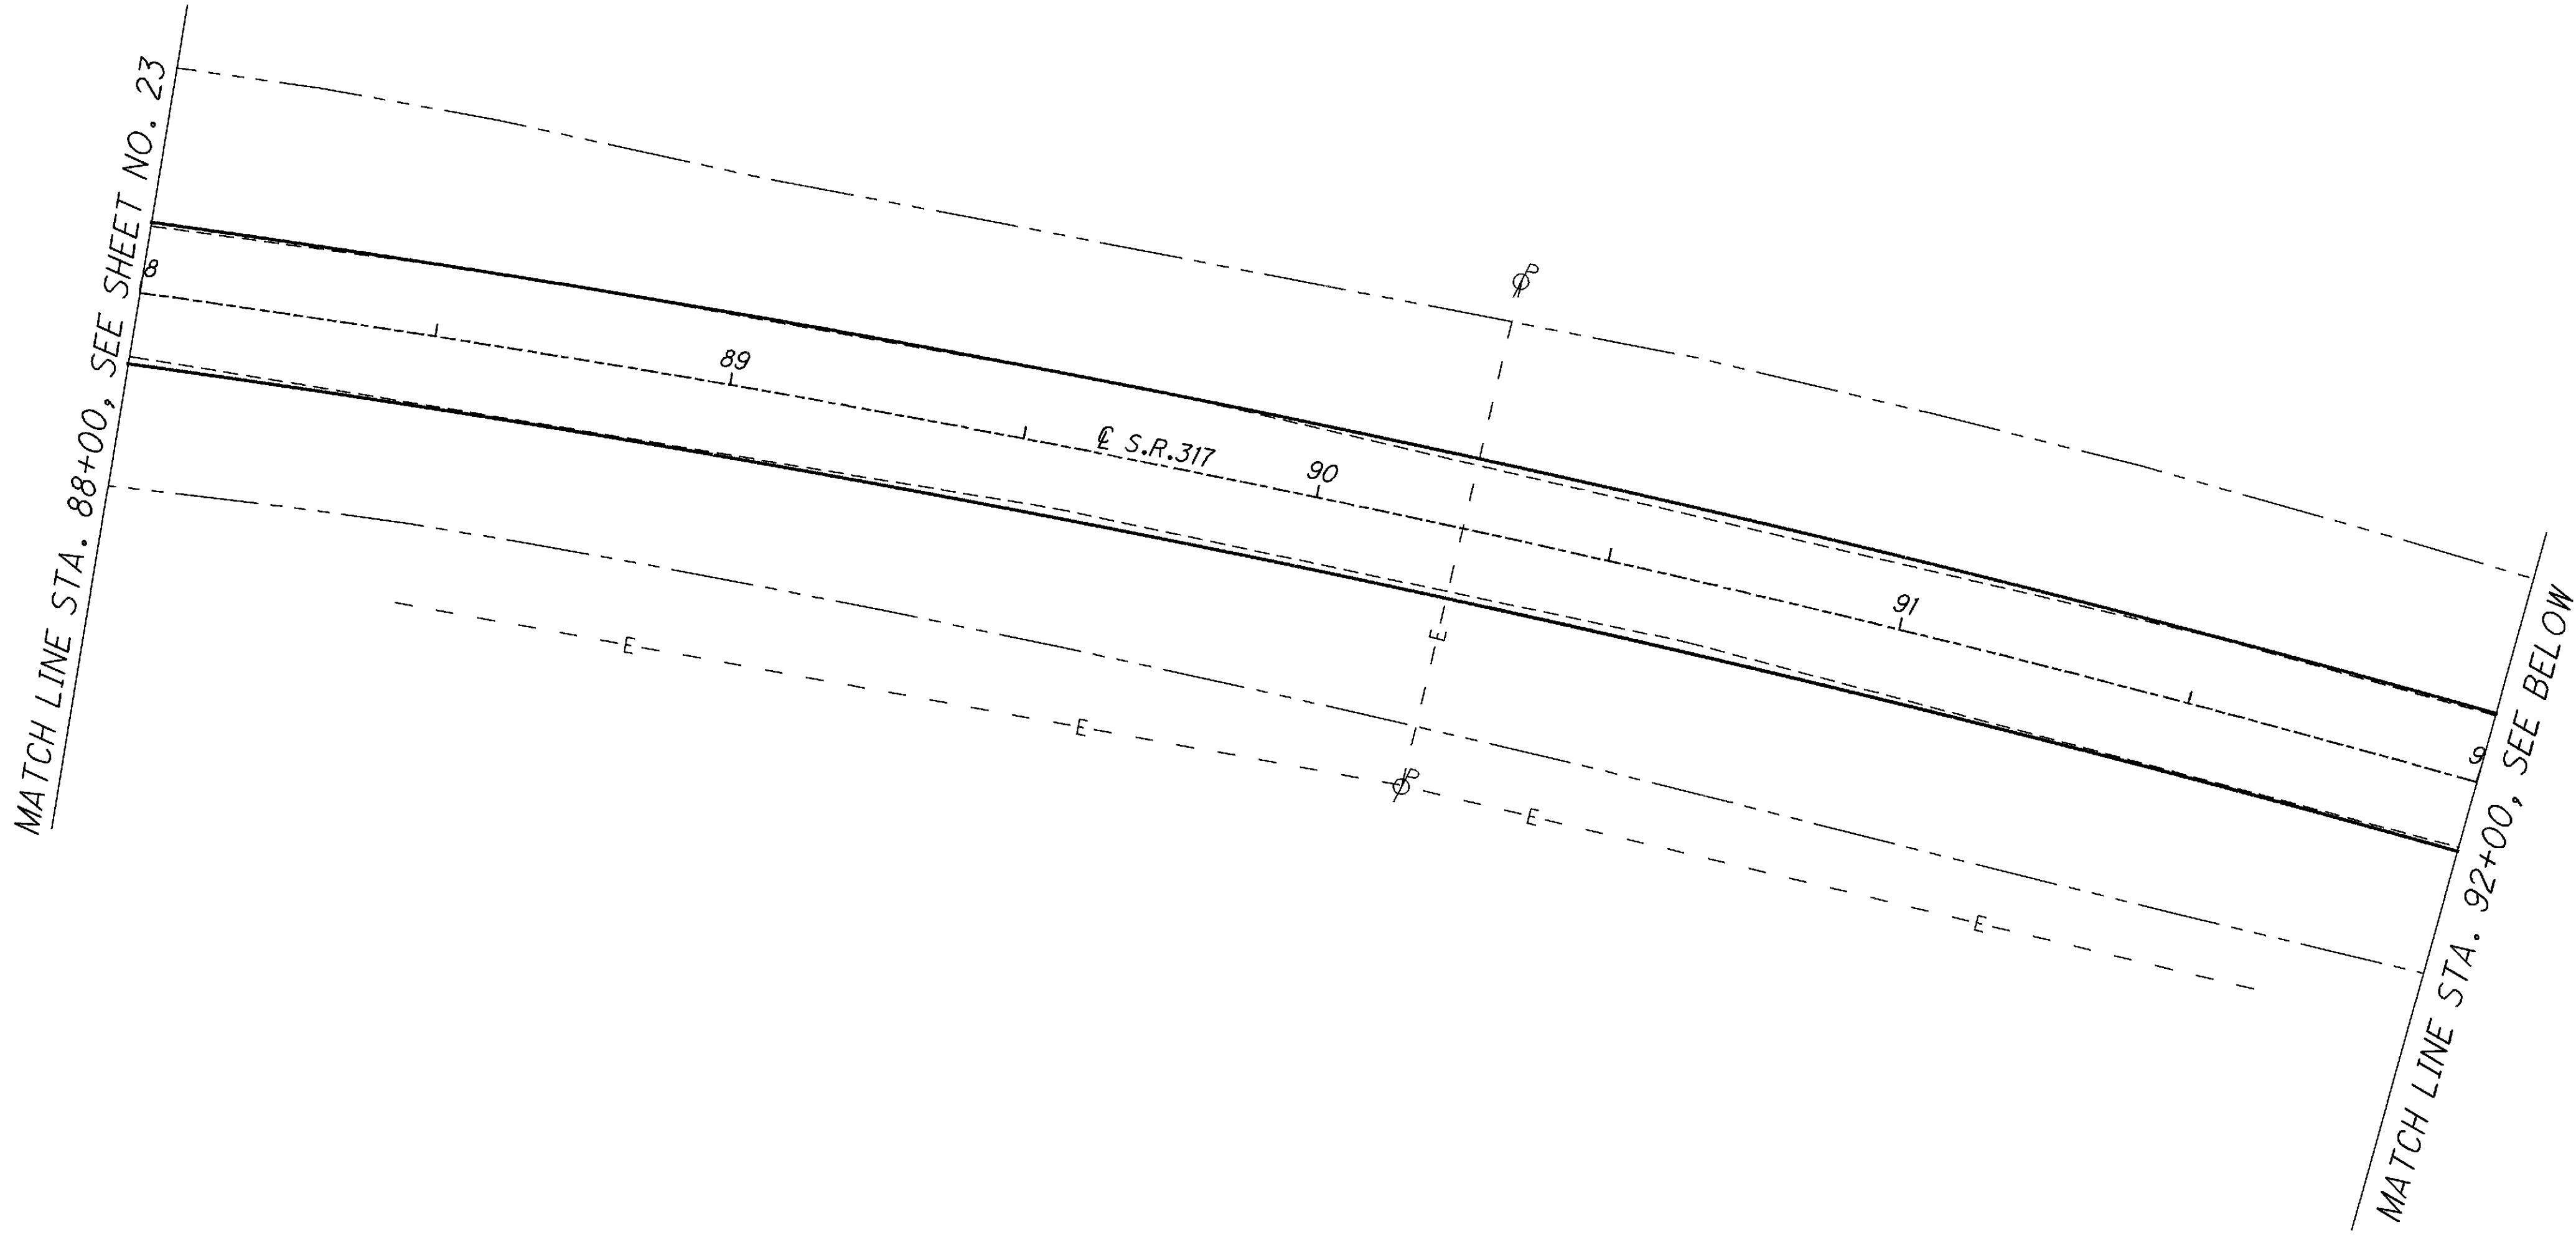 MATCH LINE STA. 88+00, SEE SHEET NO. 23
8
89
℄ S.R.317
90
91
9
MATCH LINE STA. 92+00, SEE BELOW
P
P
E
E
E
E
E